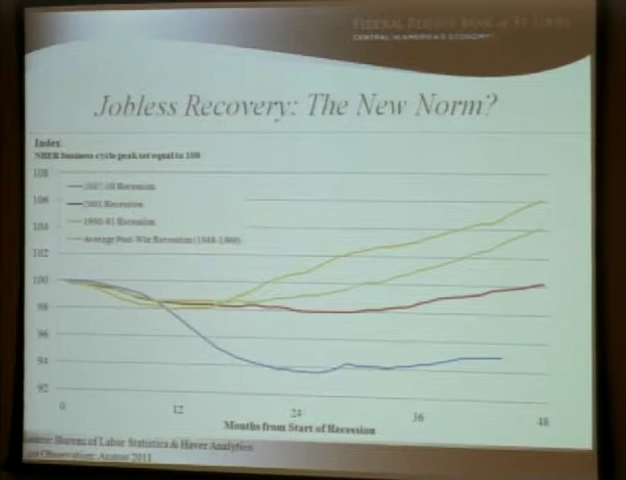 FEDERAL RESERVE BANK of ST. LOUIS
CENTRAL to AMERICA'S ECONOMY
Jobless Recovery: The New Norm?
Index
NBER business cycle peak set equal to 100
108
106
104
102
100
98
96
94
92
2007-09 Recession
2001 Recession
1990-91 Recession
Average Post-War Recession (1948-1980)
0
12
24
36
48
Months from Start of Recession
Bureau of Labor Statistics & Haver Analytics
Observation: August 2011